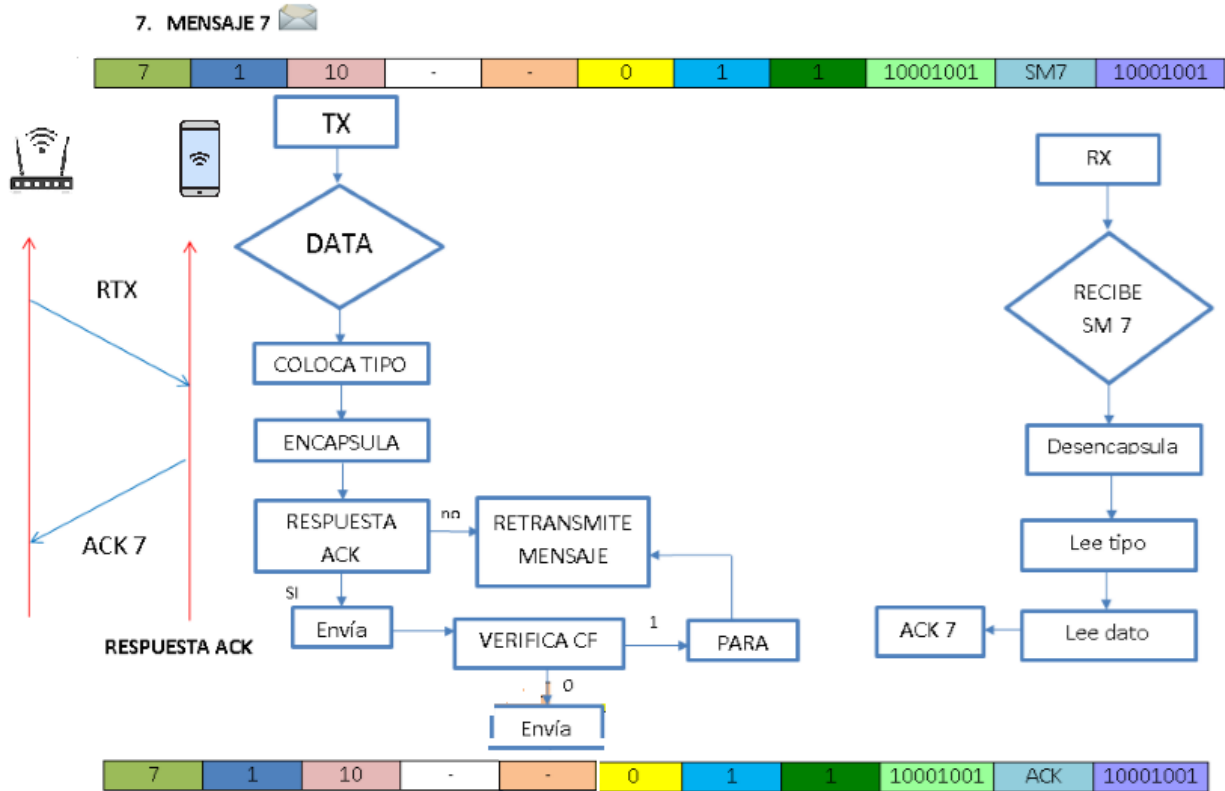 7. MENSAJE 7
7 1 10 - - 0 1 1 10001001 SM7 10001001
TX
DATA
COLOCA TIPO
ENCAPSULA
RESPUESTA
ACK
no
RETRANSMITE
MENSAJE
SI
Envía
VERIFICA CF
1
PARA
0
Envía
RTX
ACK 7
RESPUESTA ACK
RX
RECIBE
SM 7
Desencapsula
Lee tipo
Lee dato
ACK 7
7 1 10 - - 0 1 1 10001001 ACK 10001001